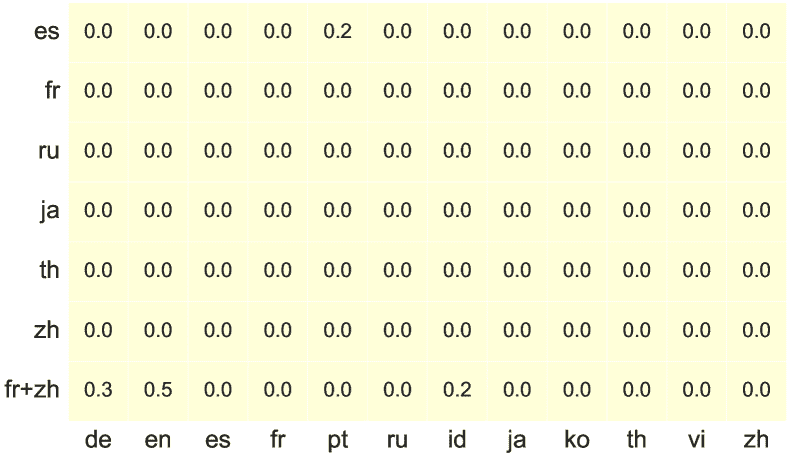 es 0.0 0.0 0.0 0.0 0.2 0.0 0.0 0.0 0.0 0.0 0.0 0.0
fr 0.0 0.0 0.0 0.0 0.0 0.0 0.0 0.0 0.0 0.0 0.0 0.0
ru 0.0 0.0 0.0 0.0 0.0 0.0 0.0 0.0 0.0 0.0 0.0 0.0
ja 0.0 0.0 0.0 0.0 0.0 0.0 0.0 0.0 0.0 0.0 0.0 0.0
th 0.0 0.0 0.0 0.0 0.0 0.0 0.0 0.0 0.0 0.0 0.0 0.0
zh 0.0 0.0 0.0 0.0 0.0 0.0 0.0 0.0 0.0 0.0 0.0 0.0
fr+zh 0.3 0.5 0.0 0.0 0.0 0.0 0.2 0.0 0.0 0.0 0.0 0.0
de en es fr pt ru id ja ko th vi zh